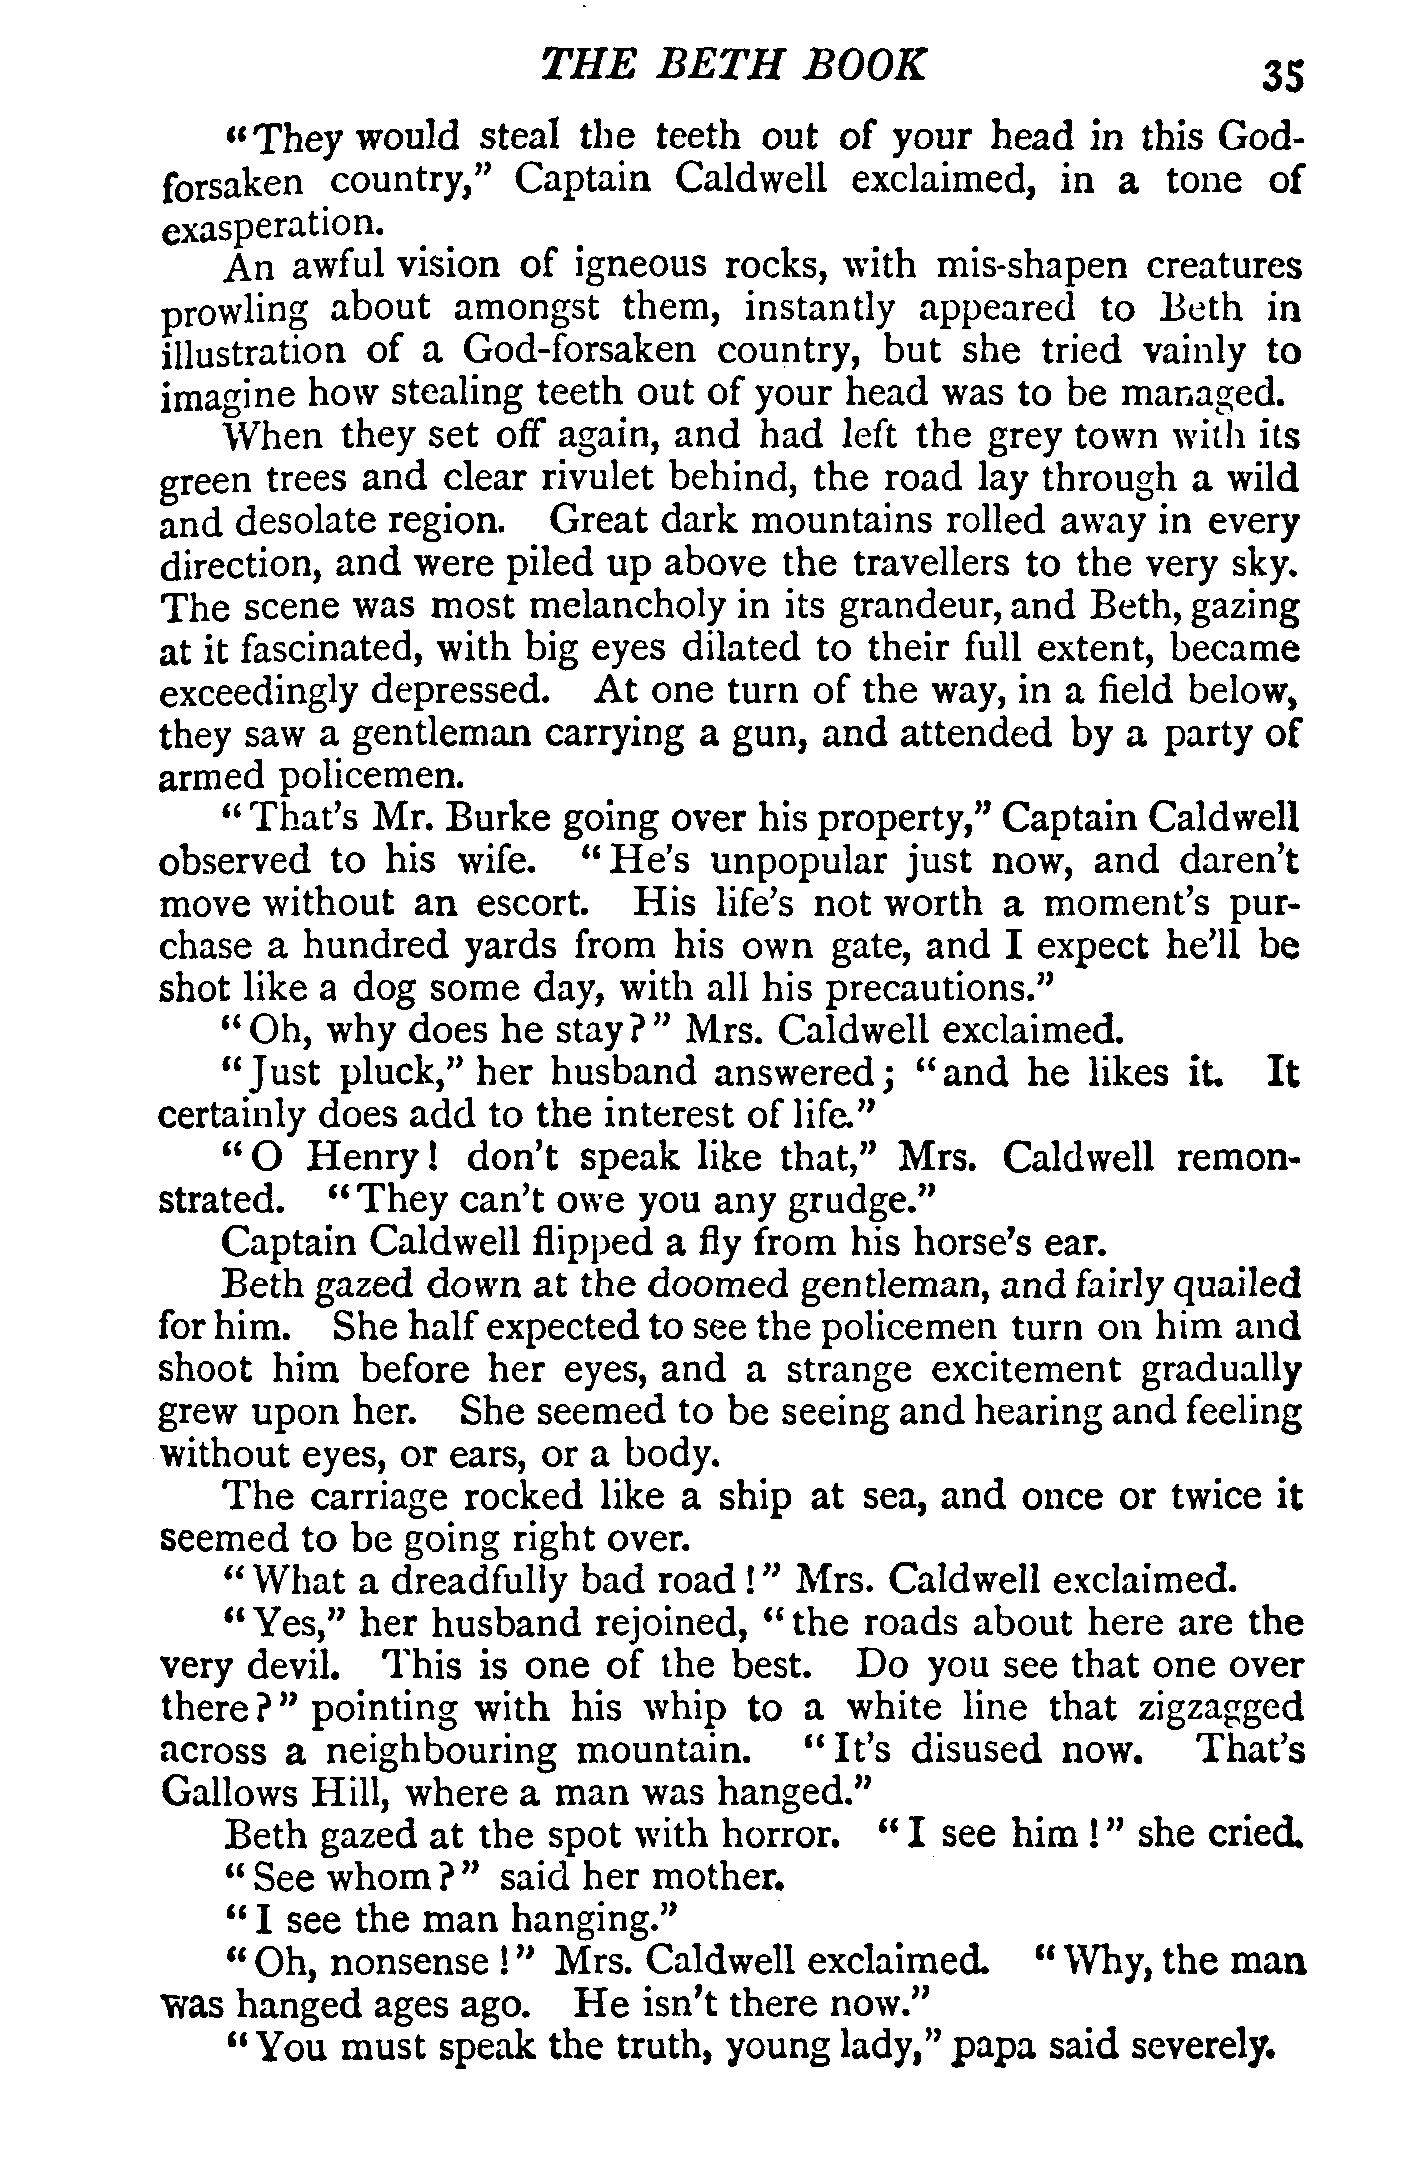 THE BETH BOOK 35
“They would steal the teeth out of your head in this God-
forsaken country,” Captain Caldwell exclaimed, in a tone of
exasperation.
An awful vision of igneous rocks, with mis-shapen creatures
prowling about amongst them, instantly appeared to Beth in
illustration of a God-forsaken country, but she tried vainly to
imagine how stealing teeth out of your head was to be managed.
When they set off again, and had left the grey town with its
green trees and clear rivulet behind, the road lay through a wild
and desolate region. Great dark mountains rolled away in every
direction, and were piled up above the travellers to the very sky.
The scene was most melancholy in its grandeur, and Beth, gazing
at it fascinated, with big eyes dilated to their full extent, became
exceedingly depressed. At one turn of the way, in a field below,
they saw a gentleman carrying a gun, and attended by a party of
armed policemen.
“That's Mr. Burke going over his property,” Captain Caldwell
observed to his wife. “He's unpopular just now, and daren't
move without an escort. His life's not worth a moment's pur-
chase a hundred yards from his own gate, and I expect he'll be
shot like a dog some day, with all his precautions.”
“Oh, why does he stay?” Mrs. Caldwell exclaimed.
“Just pluck,” her husband answered; “and he likes it. It
certainly does add to the interest of life.”
“O Henry! don't speak like that,” Mrs. Caldwell remon-
strated. “They can't owe you any grudge.”
Captain Caldwell flipped a fly from his horse's ear.
Beth gazed down at the doomed gentleman, and fairly quailed
for him. She half expected to see the policemen turn on him and
shoot him before her eyes, and a strange excitement gradually
grew upon her. She seemed to be seeing and hearing and feeling
without eyes, or ears, or a body.
The carriage rocked like a ship at sea, and once or twice it
seemed to be going right over.
“What a dreadfully bad road!” Mrs. Caldwell exclaimed.
“Yes,” her husband rejoined, “the roads about here are the
very devil. This is one of the best. Do you see that one over
there?” pointing with his whip to a white line that zigzagged
across a neighbouring mountain. “It's disused now. That's
Gallows Hill, where a man was hanged.”
Beth gazed at the spot with horror. “I see him!” she cried.
“See whom?” said her mother.
“I see the man hanging.”
“Oh, nonsense!” Mrs. Caldwell exclaimed. “Why, the man
was hanged ages ago. He isn't there now.”
“You must speak the truth, young lady,” papa said severely.